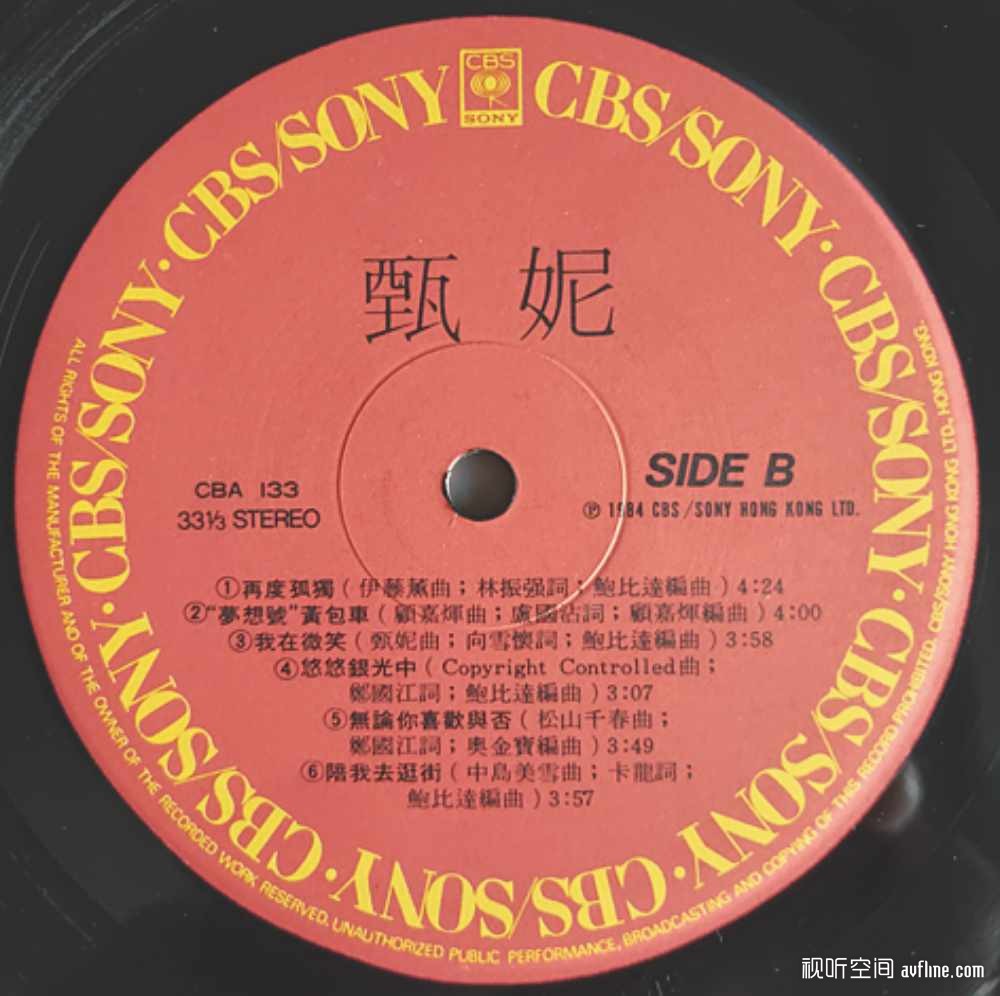 CBS/SONY · CBS/SONY · CBS/SONY · CBS/SONY · CBS/SONY · CBS/SONY · CBS/SONY · CBS/SONY
CBS
SONY
甄妮
CBA 133
33⅓ STEREO
SIDE B
Ⓟ 1984 CBS/SONY HONG KONG LTD.
①再度孤獨(伊藤薰曲;林振强詞;鮑比達編曲)4:24
②“夢想號”黃包車(顧嘉煇曲;盧國沾詞;顧嘉煇編曲)4:00
③我在微笑(甄妮曲;向雪懷詞;鮑比達編曲)3:58
④悠悠銀光中(Copyright Controlled曲;
鄭國江詞;鮑比達編曲)3:07
⑤無論你喜歡與否(松山千春曲;
鄭國江詞;奧金寶編曲)3:49
⑥陪我去逛街(中島美雪曲;卡龍詞;
鮑比達編曲)3:57
ALL RIGHTS OF THE MANUFACTURER AND OF THE OWNER OF THE RECORDED WORK RESERVED. UNAUTHORIZED PUBLIC PERFORMANCE, BROADCASTING AND COPYING OF THIS RECORD PROHIBITED. CBS/SONY HONG KONG LTD. HONG KONG.
视听空间 avfline.com